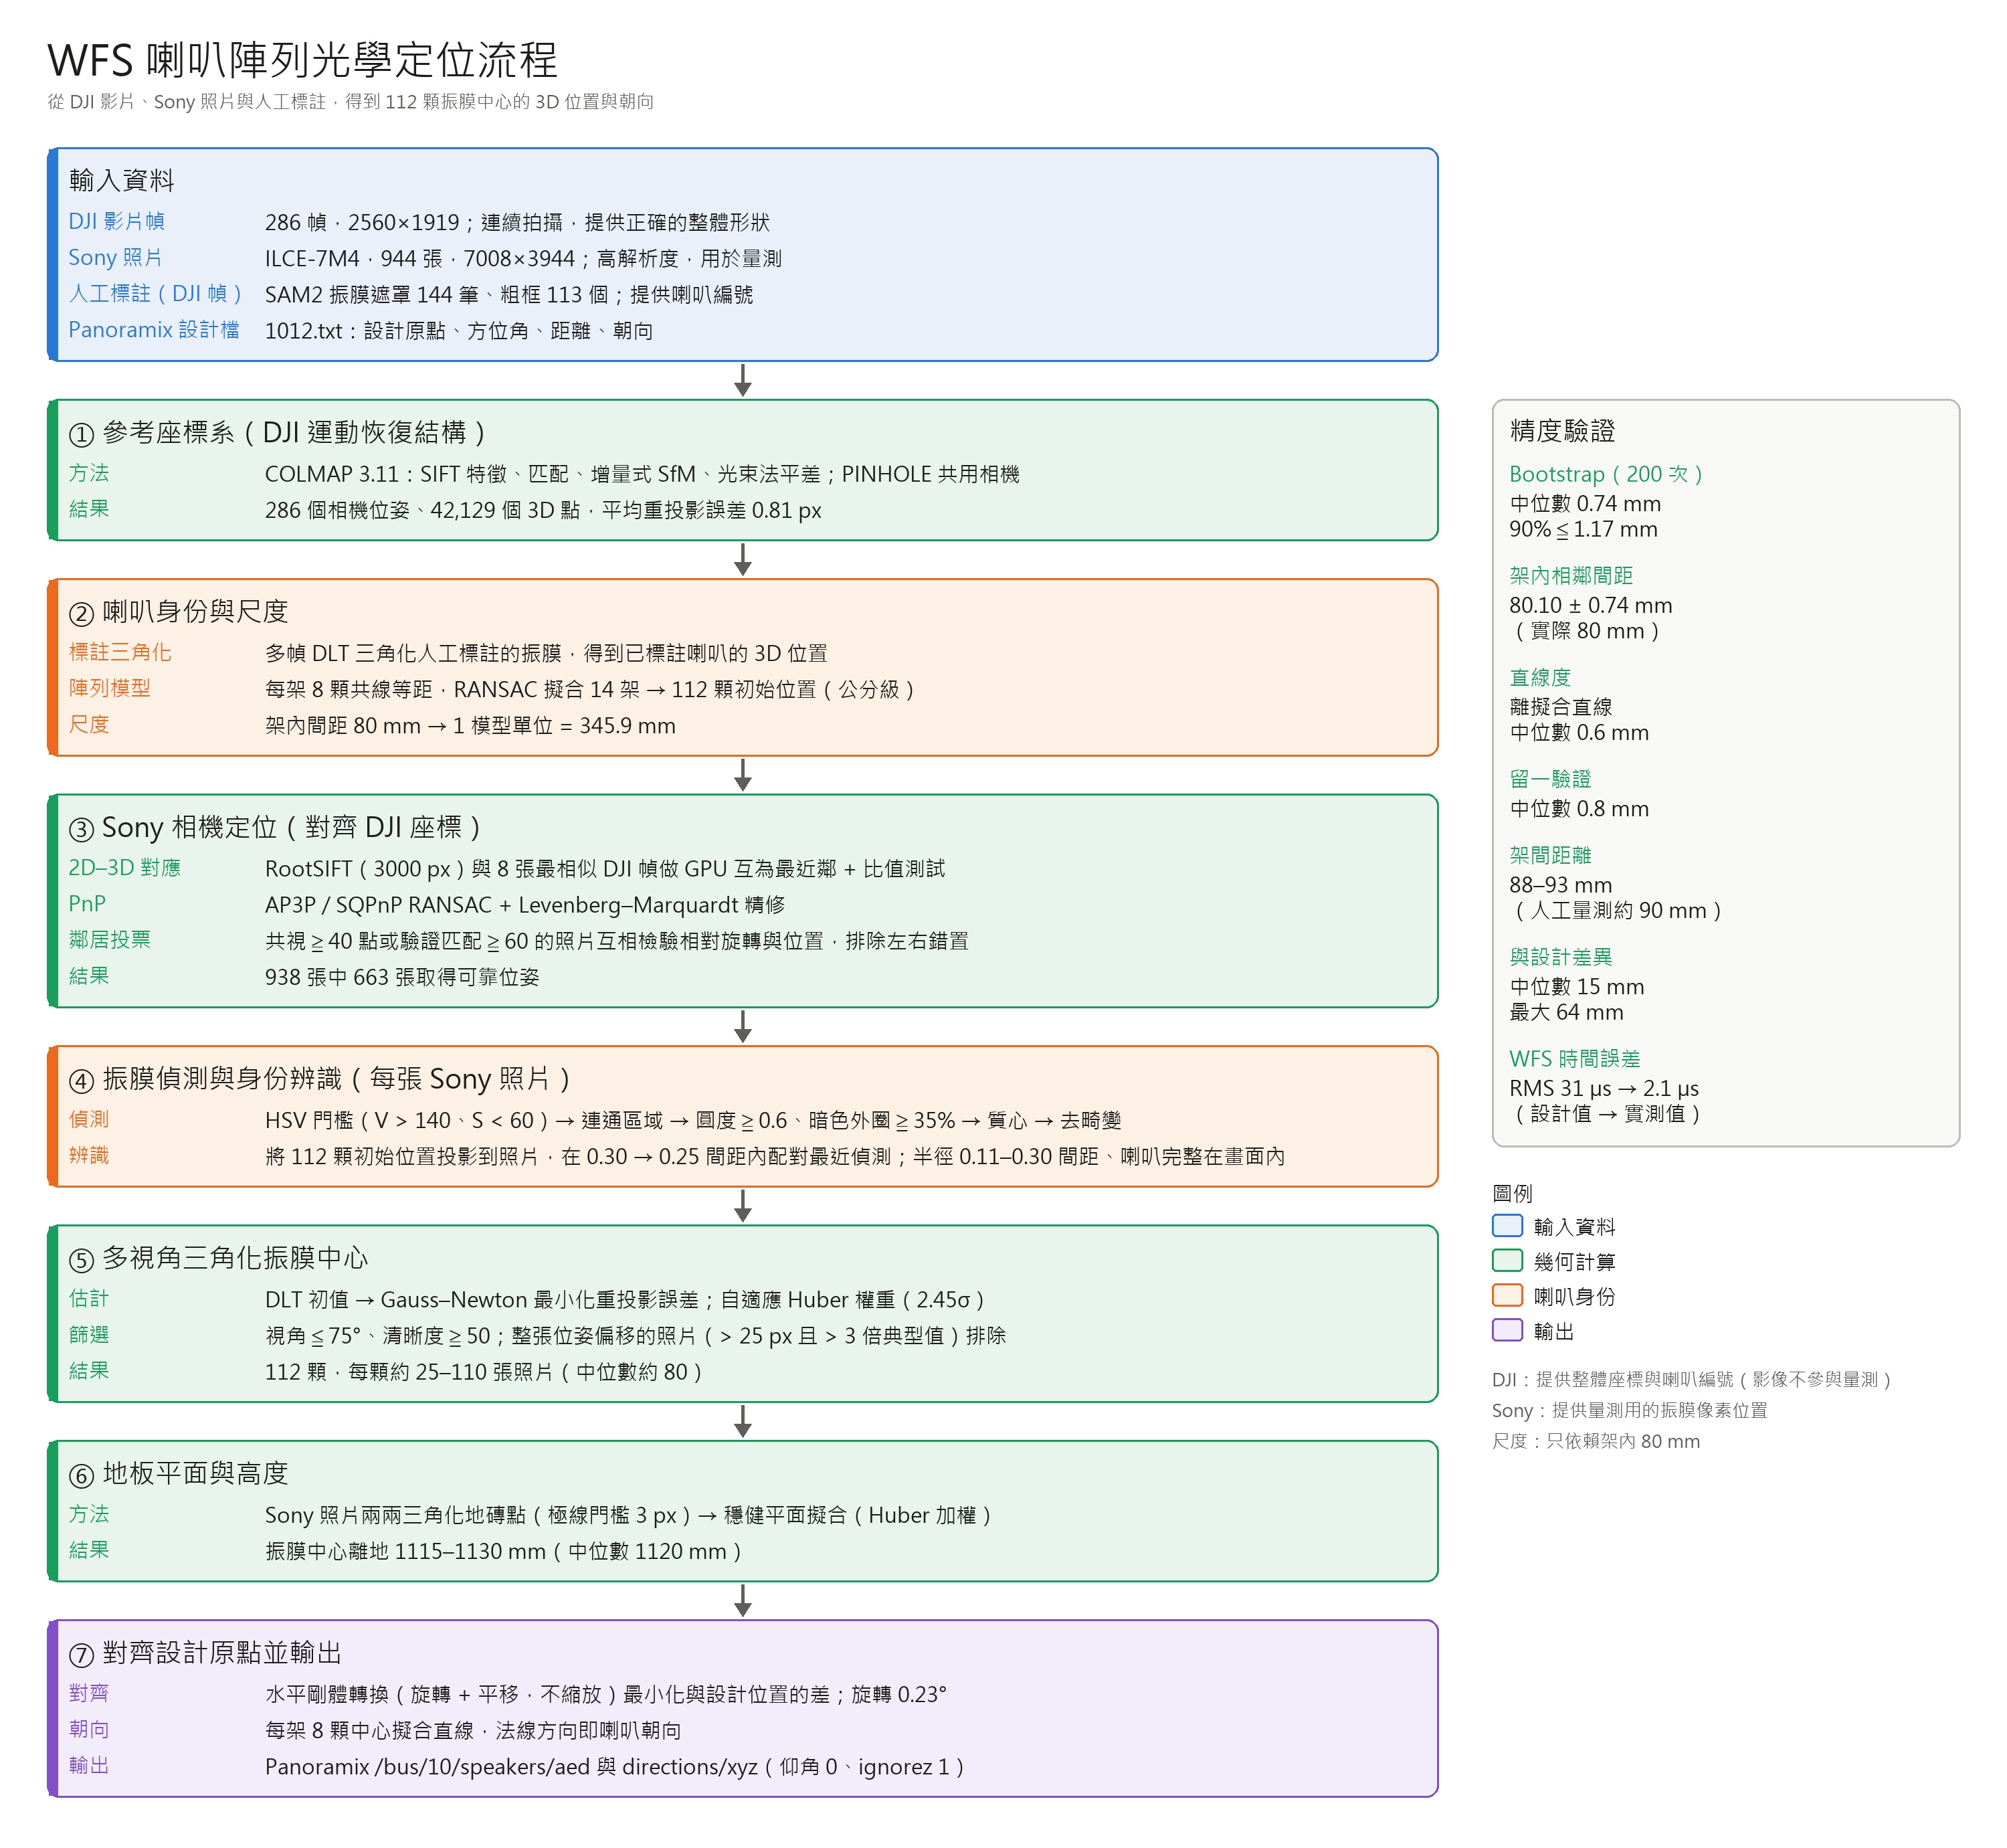 WFS 喇叭陣列光學定位流程
從 DJI 影片、Sony 照片與人工標註，得到 112 顆振膜中心的 3D 位置與朝向
輸入資料
DJI 影片幀 286 幀，2560×1919；連續拍攝，提供正確的整體形狀
Sony 照片 ILCE-7M4，944 張，7008×3944；高解析度，用於量測
人工標註（DJI 幀） SAM2 振膜遮罩 144 筆、粗框 113 個；提供喇叭編號
Panoramix 設計檔 1012.txt：設計原點、方位角、距離、朝向
① 參考座標系（DJI 運動恢復結構）
方法 COLMAP 3.11：SIFT 特徵、匹配、增量式 SfM、光束法平差；PINHOLE 共用相機
結果 286 個相機位姿、42,129 個 3D 點，平均重投影誤差 0.81 px
② 喇叭身份與尺度
標註三角化 多幀 DLT 三角化人工標註的振膜，得到已標註喇叭的 3D 位置
陣列模型 每架 8 顆共線等距，RANSAC 擬合 14 架 → 112 顆初始位置（公分級）
尺度 架內間距 80 mm → 1 模型單位 = 345.9 mm
③ Sony 相機定位（對齊 DJI 座標）
2D–3D 對應 RootSIFT（3000 px）與 8 張最相似 DJI 幀做 GPU 互為最近鄰 + 比值測試
PnP AP3P / SQPnP RANSAC + Levenberg–Marquardt 精修
鄰居投票 共視 ≧ 40 點或驗證匹配 ≧ 60 的照片互相檢驗相對旋轉與位置，排除左右錯置
結果 938 張中 663 張取得可靠位姿
④ 振膜偵測與身份辨識（每張 Sony 照片）
偵測 HSV 門檻（V > 140、S < 60）→ 連通區域 → 圓度 ≧ 0.6、暗色外圈 ≧ 35% → 質心 → 去畸變
辨識 將 112 顆初始位置投影到照片，在 0.30 → 0.25 間距內配對最近偵測；半徑 0.11–0.30 間距、喇叭完整在畫面內
⑤ 多視角三角化振膜中心
估計 DLT 初值 → Gauss–Newton 最小化重投影誤差；自適應 Huber 權重（2.45σ）
篩選 視角 ≦ 75°、清晰度 ≧ 50；整張位姿偏移的照片（> 25 px 且 > 3 倍典型值）排除
結果 112 顆，每顆約 25–110 張照片（中位數約 80）
⑥ 地板平面與高度
方法 Sony 照片兩兩三角化地磚點（極線門檻 3 px）→ 穩健平面擬合（Huber 加權）
結果 振膜中心離地 1115–1130 mm（中位數 1120 mm）
⑦ 對齊設計原點並輸出
對齊 水平剛體轉換（旋轉 + 平移，不縮放）最小化與設計位置的差；旋轉 0.23°
朝向 每架 8 顆中心擬合直線，法線方向即喇叭朝向
輸出 Panoramix /bus/10/speakers/aed 與 directions/xyz（仰角 0、ignorez 1）
精度驗證
Bootstrap（200 次）
中位數 0.74 mm
90% ≦ 1.17 mm
架內相鄰間距
80.10 ± 0.74 mm
（實際 80 mm）
直線度
離擬合直線
中位數 0.6 mm
留一驗證
中位數 0.8 mm
架間距離
88–93 mm
（人工量測約 90 mm）
與設計差異
中位數 15 mm
最大 64 mm
WFS 時間誤差
RMS 31 µs → 2.1 µs
（設計值 → 實測值）
圖例
輸入資料
幾何計算
喇叭身份
輸出
DJI：提供整體座標與喇叭編號（影像不參與量測）
Sony：提供量測用的振膜像素位置
尺度：只依賴架內 80 mm